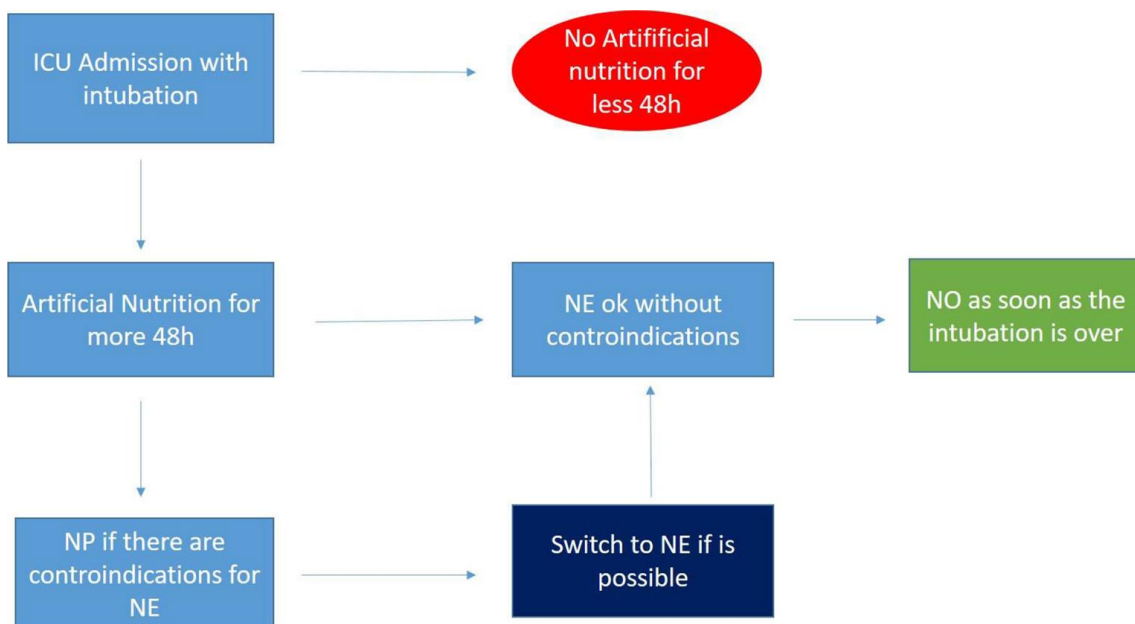 ICU Admission with
intubation
No Artifificial
nutrition for
less 48h
Artificial Nutrition for
more 48h
NE ok without
controindications
NO as soon as the
intubation is over
NP if there are
controindications for
NE
Switch to NE if is
possible